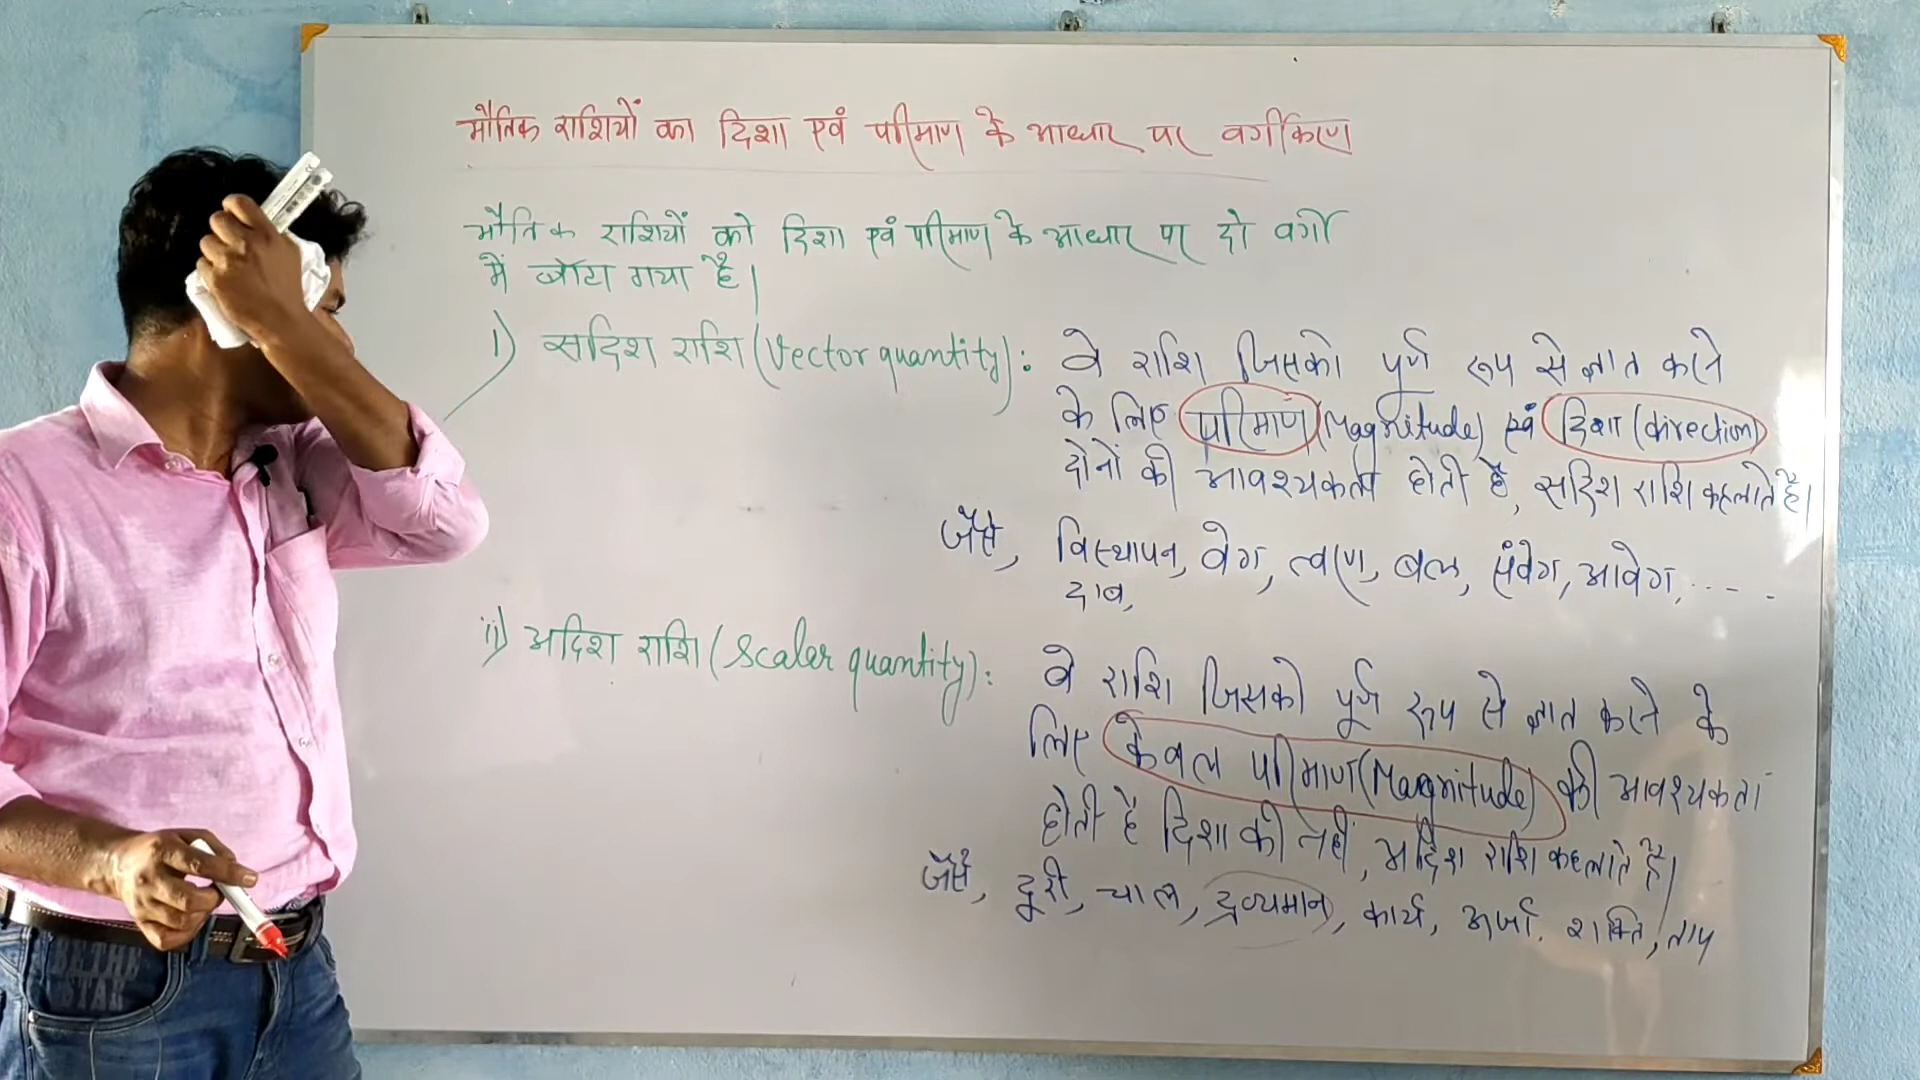 भौतिक राशियों का दिशा एवं परिमाण के आधार पर वर्गीकरण
भौतिक राशियों को दिशा एवं परिमाण के आधार पर दो वर्गों
में बाँटा गया है।
i) सदिश राशि (Vector quantity) : वे राशि जिसको पूर्ण रूप से ज्ञात करने
के लिए परिमाण (Magnitude) एवं दिशा (direction)
दोनों की आवश्यकता होती है, सदिश राशि कहलाते है।
जैसे, विस्थापन, वेग, त्वरण, बल, संवेग, आवेग, ----
दाब,
ii) अदिश राशि (Scaler quantity) : वे राशि जिसको पूर्ण रूप से ज्ञात करने के
लिए केवल परिमाण (Magnitude) की आवश्यकता
होती है दिशा की नहीं, अदिश राशि कहलाते है।
जैसे, दूरी, चाल, द्रव्यमान, कार्य, ऊर्जा, शक्ति, ताप